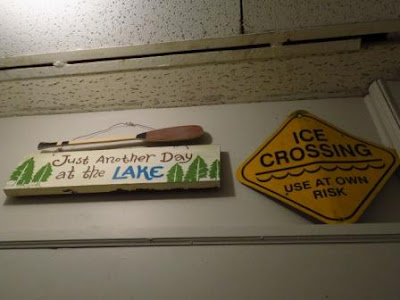 Just Another Day
at the LAKE
ICE
CROSSING
USE AT OWN
RISK